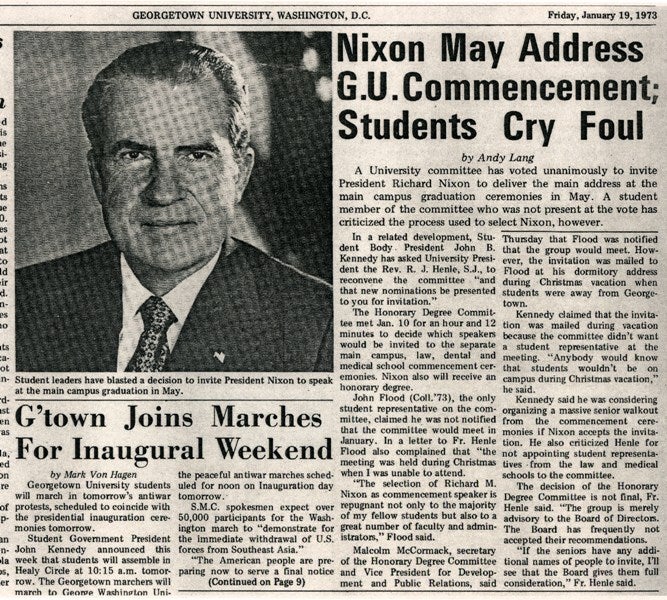 GEORGETOWN UNIVERSITY, WASHINGTON, D.C.
Friday, January 19, 1973
Nixon May Address
G.U. Commencement;
Students Cry Foul
by Andy Lang
A University committee has voted unanimously to invite
President Richard Nixon to deliver the main address at the
main campus graduation ceremonies in May. A student
member of the committee who was not present at the vote has
criticized the process used to select Nixon, however.
In a related development, Stu-
dent Body President John B.
Kennedy has asked University Presi-
dent the Rev. R. J. Henle, S.J., to
reconvene the committee "and
that new nominations be presented
to you for invitation."
The Honorary Degree Commit-
tee met Jan. 10 for an hour and 12
minutes to decide which speakers
would be invited to the separate
main campus, law, dental and
medical school commencement cer-
emonies. Nixon also will receive an
honorary degree.
John Flood (Coll.'73), the only
student representative on the com-
mittee, claimed he was not notified
that the committee would meet in
January. In a letter to Fr. Henle
Flood also complained that "the
meeting was held during Christmas
when I was unable to attend.
"The selection of Richard M.
Nixon as commencement speaker is
repugnant not only to the majority
of my fellow students but also to a
great number of faculty and admin-
istrators," Flood said.
Malcolm McCormack, secretary
of the Honorary Degree Committee
and Vice President for Develop-
ment and Public Relations, said
Thursday that Flood was notified
that the group would meet. How-
ever, the invitation was mailed to
Flood at his dormitory address
during Christmas vacation when
students were away from George-
town.
Kennedy claimed that the invita-
tion was mailed during vacation
because the committee didn't want
a student representative at the
meeting. "Anybody would know
that students wouldn't be on
campus during Christmas vacation,"
he said.
Kennedy said he was considering
organizing a massive senior walkout
from the commencement cere-
monies if Nixon accepts the invita-
tion. He also criticized Henle for
not appointing student representa-
tives from the law and medical
schools to the committee.
The decision of the Honorary
Degree Committee is not final, Fr.
Henle said. "The group is merely
advisory to the Board of Directors.
The Board has frequently not
accepted their recommendations.
"If the seniors have any addi-
tional names of people to invite, I'll
see that the Board gives them full
consideration," Fr. Henle said.
Student leaders have blasted a decision to invite President Nixon to speak
at the main campus graduation in May.
G'town Joins Marches
For Inaugural Weekend
by Mark Von Hagen
Georgetown University students
will march in tomorrow's antiwar
protests, scheduled to coincide with
the presidential inauguration cere-
monies tomorrow.
Student Government President
John Kennedy announced this
week that students will assemble in
Healy Circle at 10:15 a.m. tomor-
row. The Georgetown marchers will
march to George Washington Uni-
the peaceful antiwar marches sched-
uled for noon on Inauguration day
tomorrow.
S.M.C. spokesmen expect over
50,000 participants for the Wash-
ington march to "demonstrate for
the immediate withdrawal of U.S.
forces from Southeast Asia."
"The American people are pre-
paring now to serve a final notice
(Continued on Page 9)